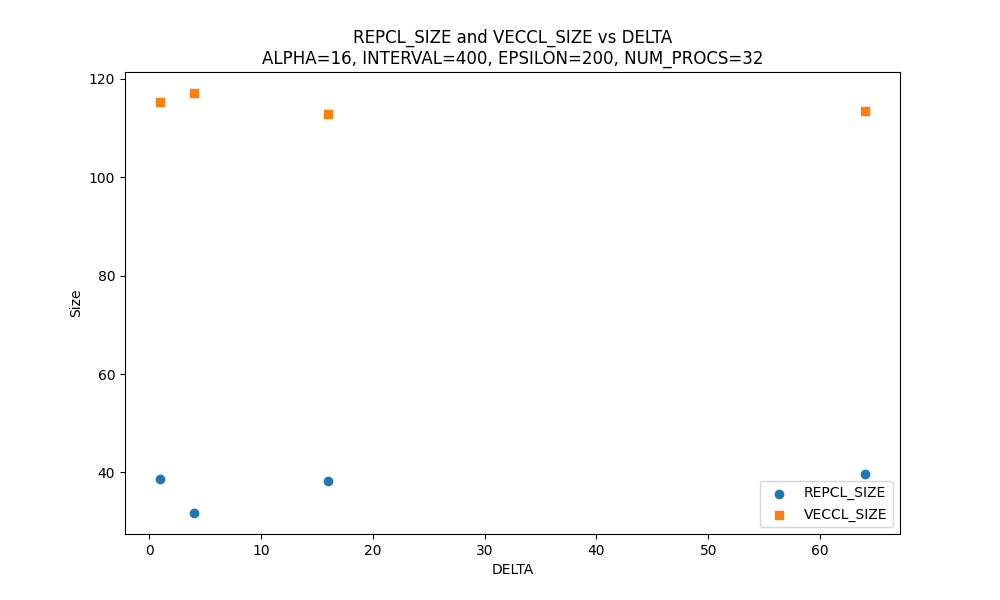 REPCL_SIZE and VECCL_SIZE vs DELTA
ALPHA=16, INTERVAL=400, EPSILON=200, NUM_PROCS=32
120
100
80
60
40
Size
0 10 20 30 40 50 60
DELTA
REPCL_SIZE
VECCL_SIZE